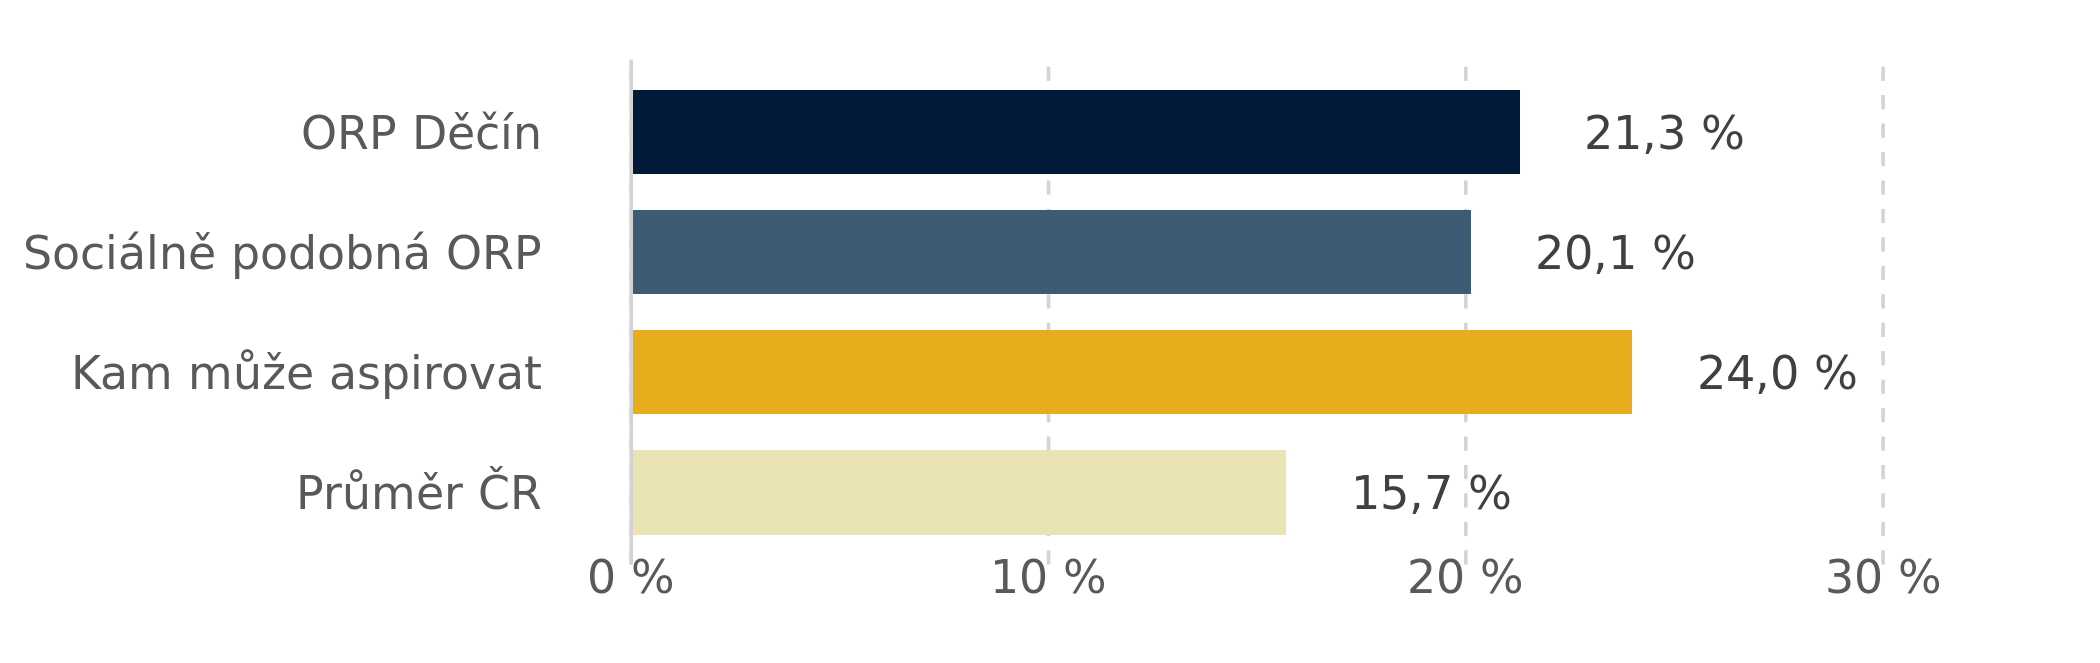 ORP Děčín 21,3 %
Sociálně podobná ORP 20,1 %
Kam může aspirovat 24,0 %
Průměr ČR 15,7 %
0 % 10 % 20 % 30 %